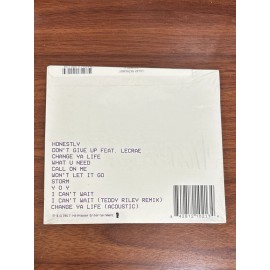 HONESTLY
DON'T GIVE UP FEAT. LECRAE
CHANGE YA LIFE
WHAT U NEED
CALL ON ME
WON'T LET IT GO
STORM
Y D Y
I CAN'T WAIT
I CAN'T WAIT (TEDDY RILEY REMIX)
CHANGE YA LIFE (ACOUSTIC)